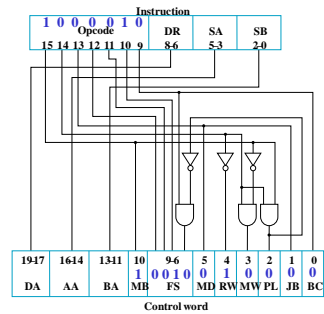 Instruction
1 0 0 0 0 1 0
Opcode DR SA SB
15 14 13 12 11 10 9 8-6 5-3 2-0
19-17 16-14 13-11 10 9-6 5 4 3 2 1 0
1 0 0 1 0 0 1 0 0 0 0
DA AA BA MB FS MD RW MW PL JB BC
Control word